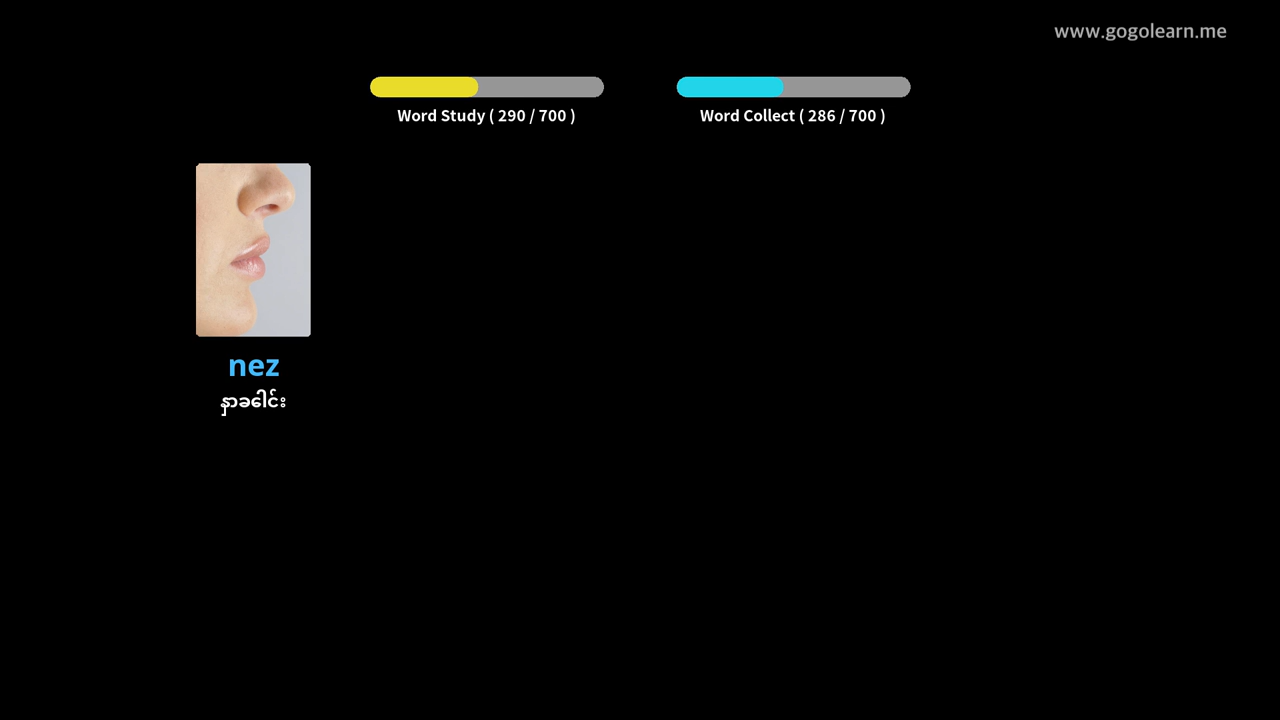 www.gogolearn.me
Word Study ( 290 / 700 )
Word Collect ( 286 / 700 )
nez
နှာခေါင်း